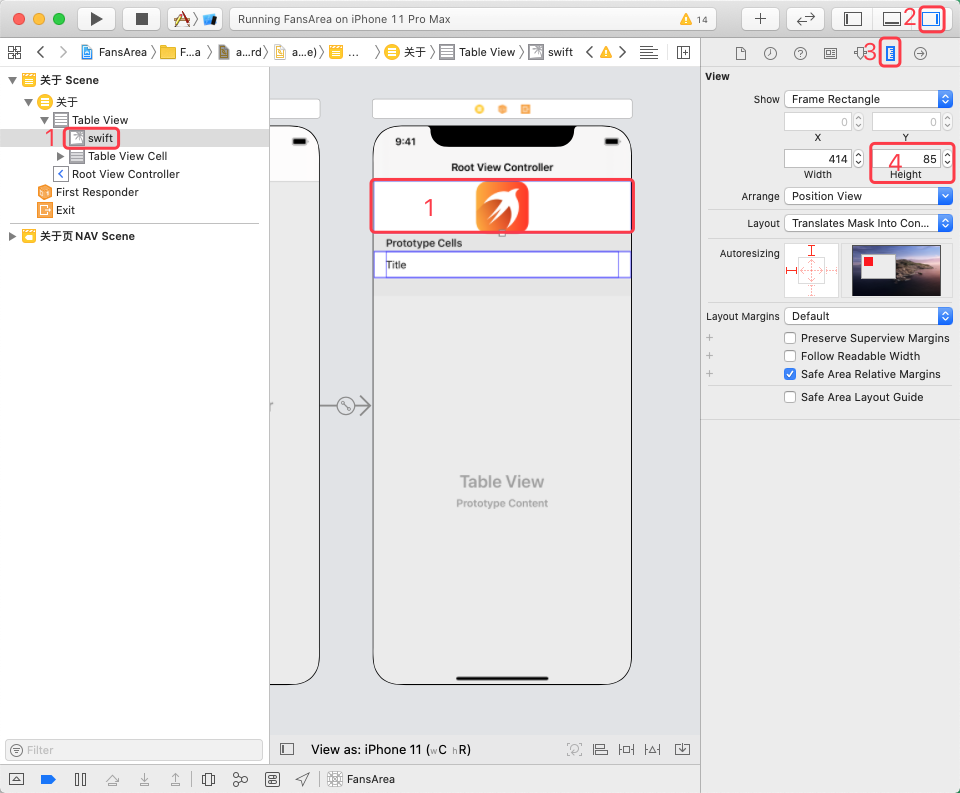 Running FansArea on iPhone 11 Pro Max
14
2
FansArea
F...a
a...rd)
a...e)
...
关于
Table View
swift
3
关于 Scene
关于
Table View
1
swift
Table View Cell
Root View Controller
First Responder
Exit
关于页 NAV Scene
Filter
9:41
Root View Controller
1
Prototype Cells
Title
Table View
Prototype Content
View as: iPhone 11 (wC hR)
FansArea
View
Show
Frame Rectangle
0
0
X
Y
414
4
85
Width
Height
Arrange
Position View
Layout
Translates Mask Into Con...
Autoresizing
Layout Margins
Default
Preserve Superview Margins
Follow Readable Width
Safe Area Relative Margins
Safe Area Layout Guide